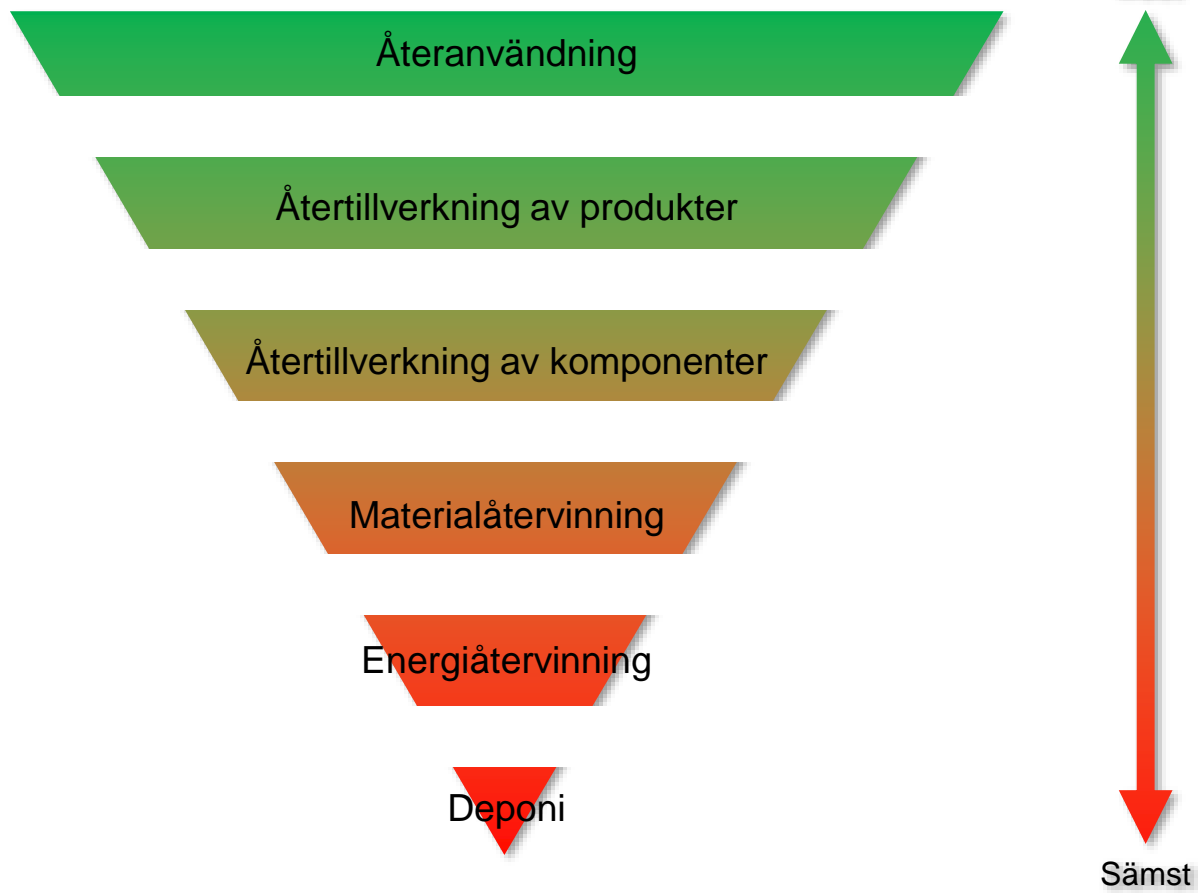 Återanvändning
Återtillverkning av produkter
Återtillverkning av komponenter
Materialåtervinning
Energiåtervinning
Deponi
Sämst